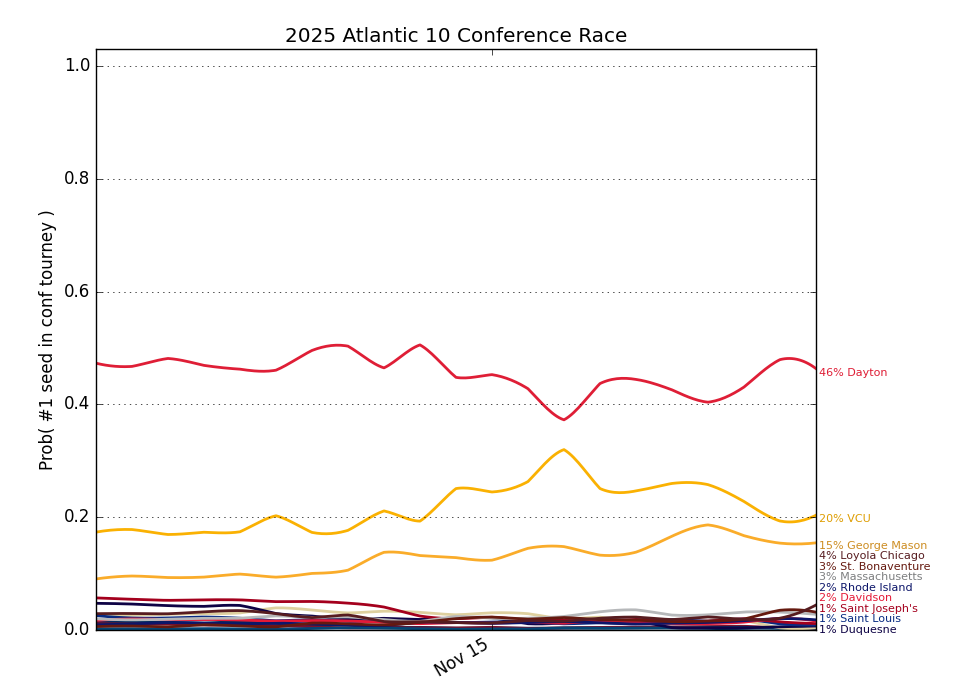 2025 Atlantic 10 Conference Race
1.0
0.8
0.6
0.4
0.2
0.0
Prob( #1 seed in conf tourney )
Nov 15
46% Dayton
20% VCU
15% George Mason
4% Loyola Chicago
3% St. Bonaventure
3% Massachusetts
2% Rhode Island
2% Davidson
1% Saint Joseph's
1% Saint Louis
1% Duquesne